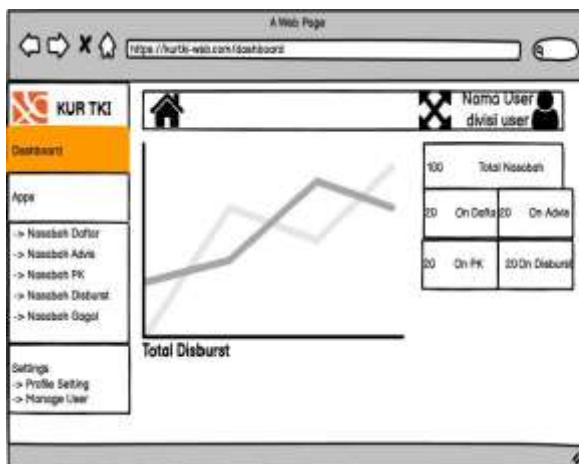 A Web Page
https://kurtki-web.com/dashboard
KUR TKI
Nama User
divisi user
Dashboard
Apps
-> Nasabah Daftar
-> Nasabah Advis
-> Nasabah PK
-> Nasabah Disburst
-> Nasabah Gagal
Settings
-> Profile Setting
-> Manage User
Total Disburst
100 Total Nasabah
20 On Dafta 20 On Advis
20 On PK 20 On Disburst